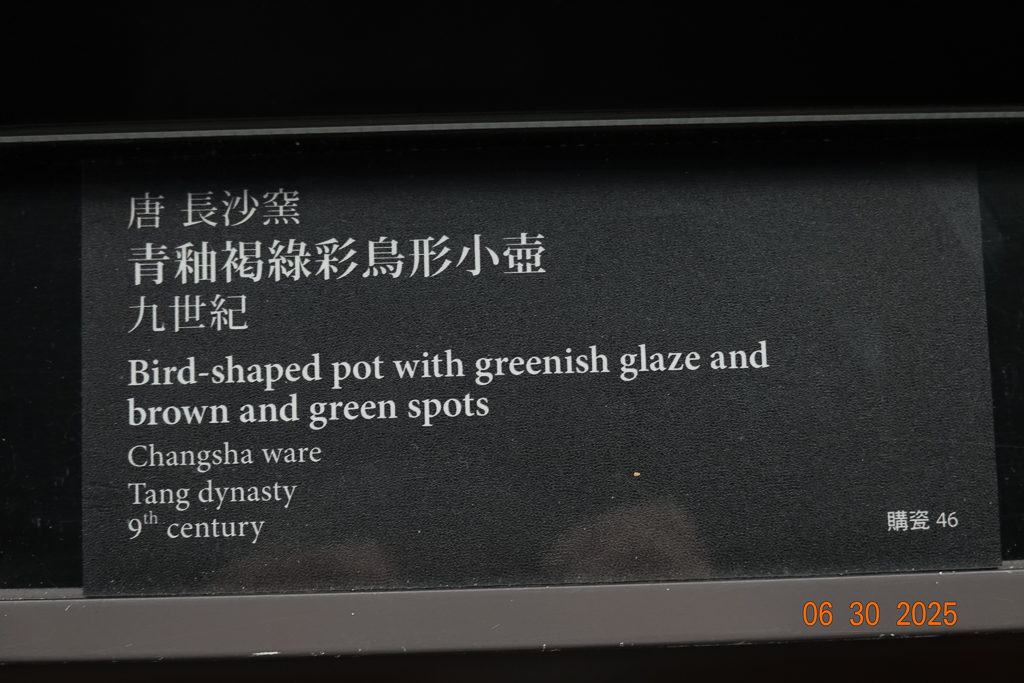 唐 長沙窯
青釉褐綠彩鳥形小壺
九世紀
Bird-shaped pot with greenish glaze and
brown and green spots
Changsha ware
Tang dynasty
9th century
購瓷 46
06 30 2025